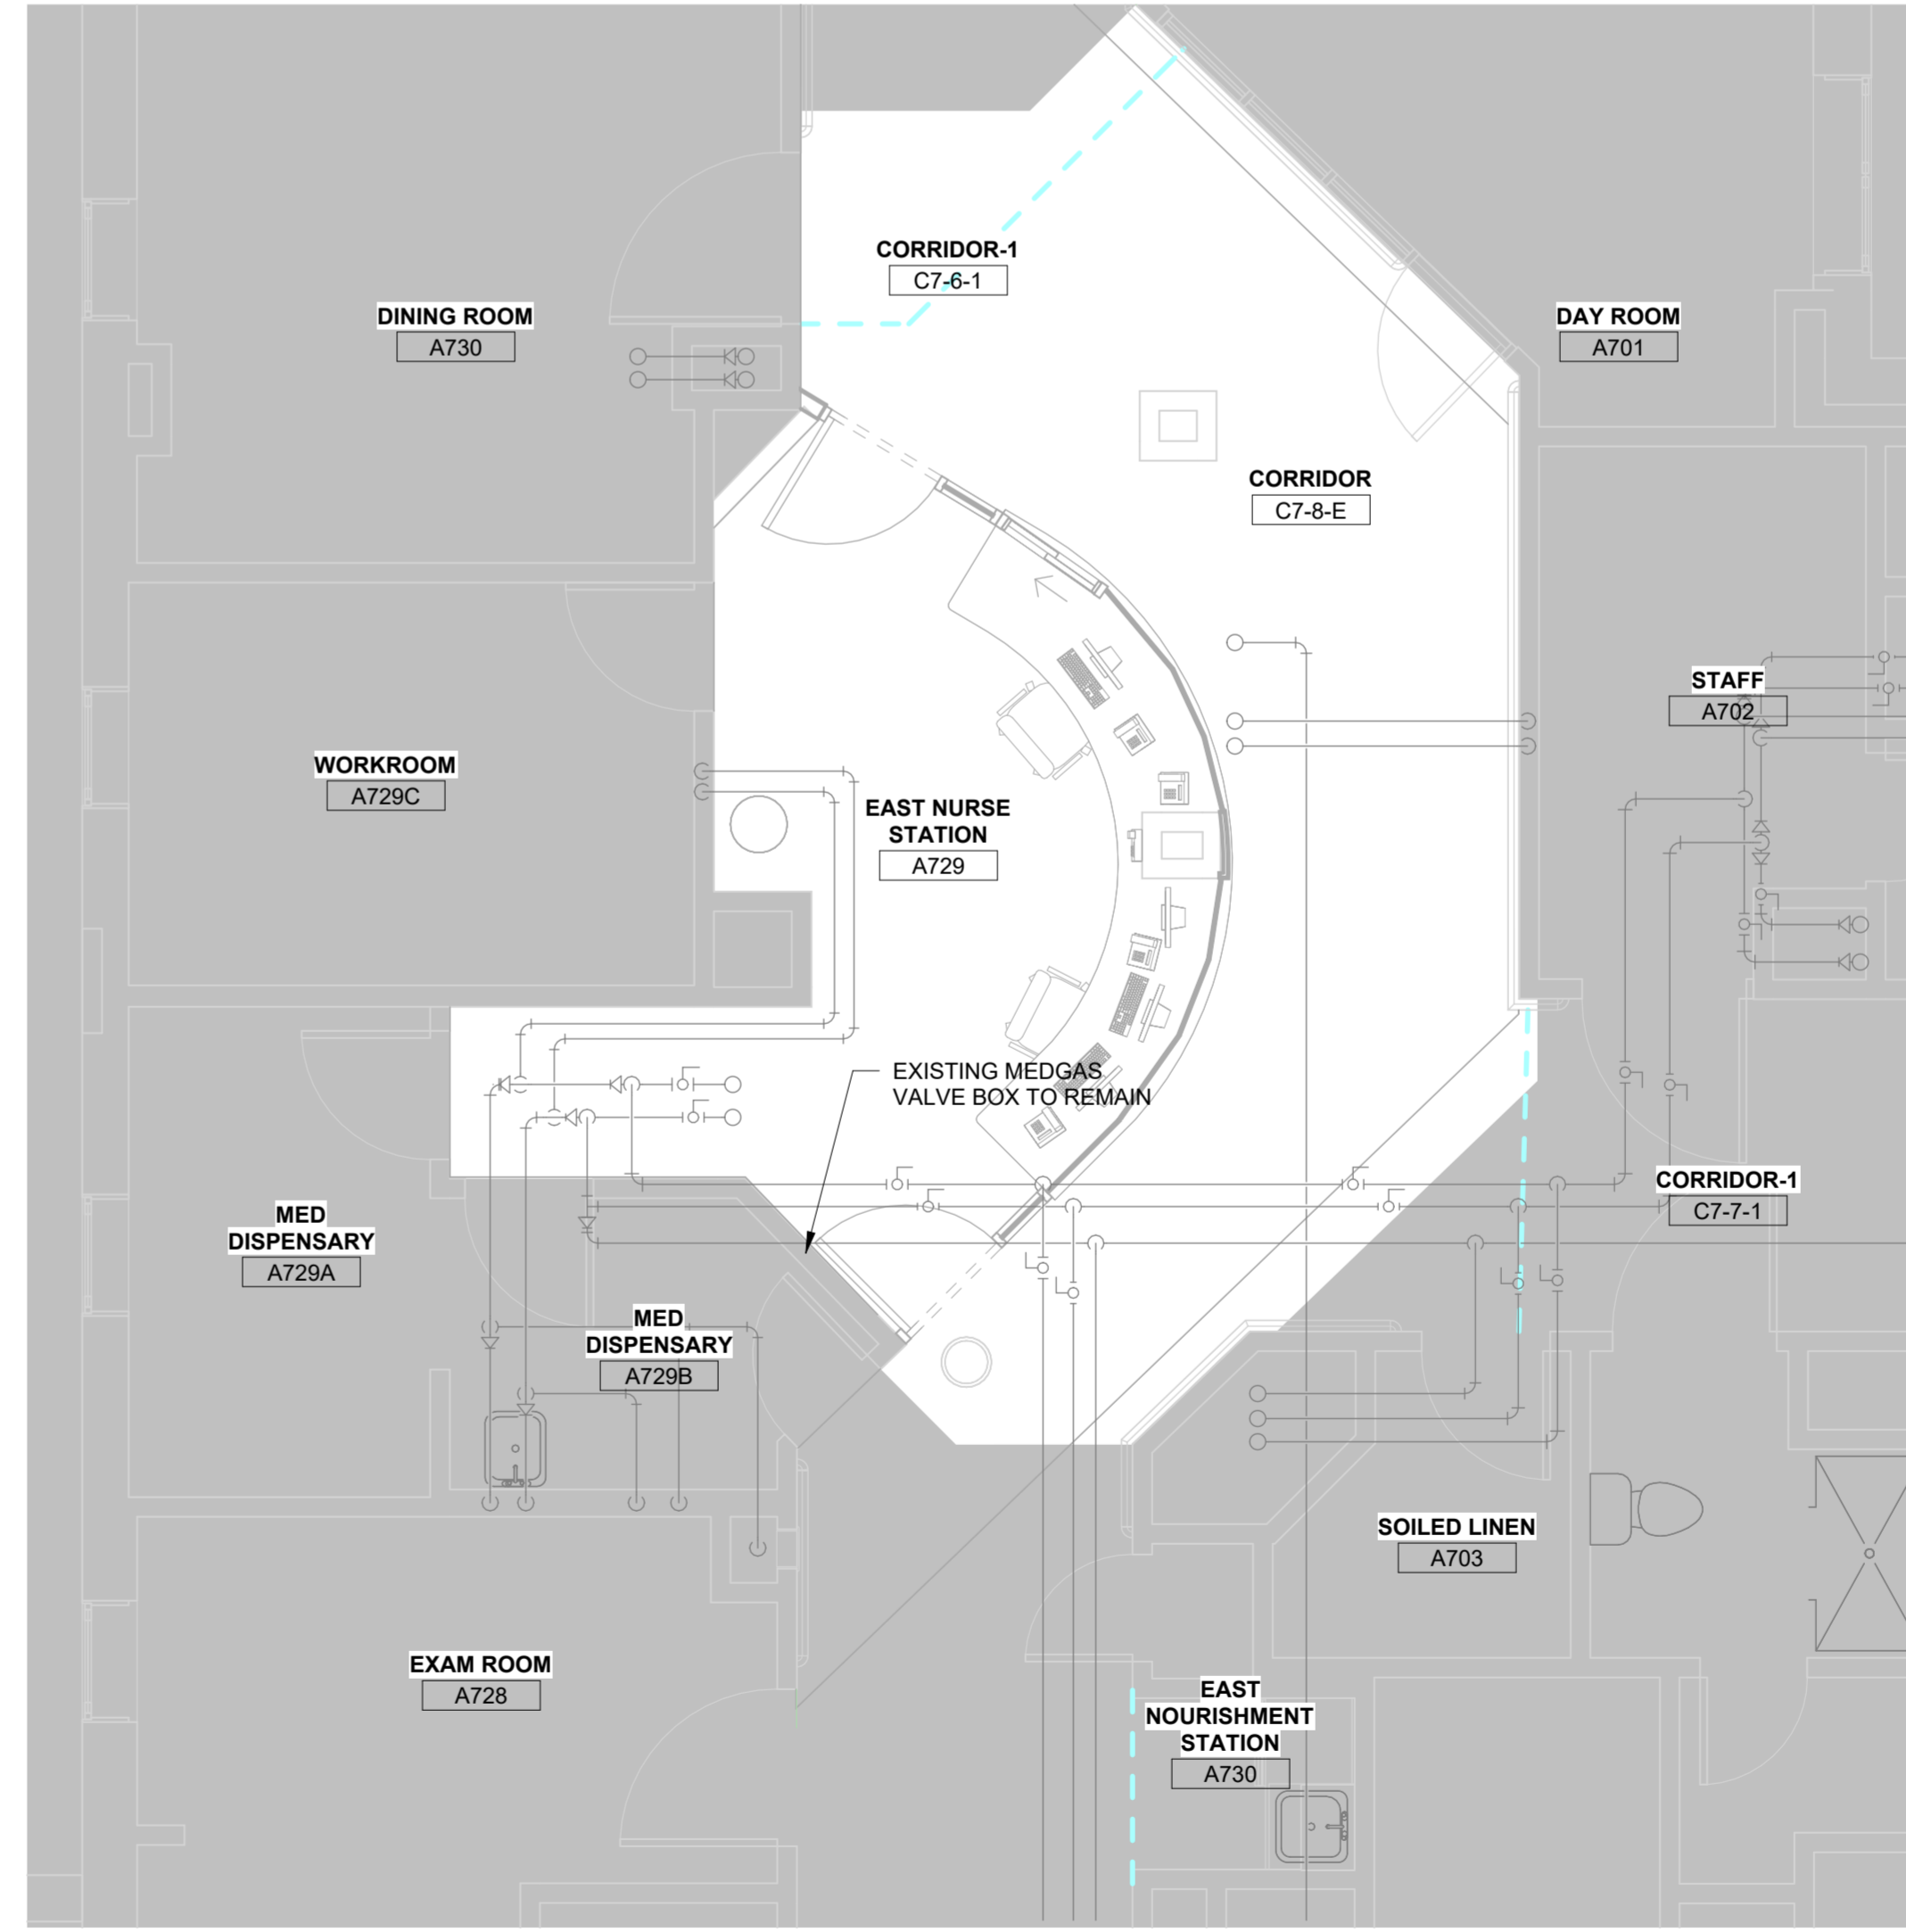 CORRIDOR-1
C7-6-1
DINING ROOM
A730
DAY ROOM
A701
CORRIDOR
C7-8-E
STAFF
A702
WORKROOM
A729C
EAST NURSE
STATION
A729
EXISTING MEDGAS
VALVE BOX TO REMAIN
CORRIDOR-1
C7-7-1
MED
DISPENSARY
A729A
MED
DISPENSARY
A729B
SOILED LINEN
A703
EXAM ROOM
A728
EAST
NOURISHMENT
STATION
A730